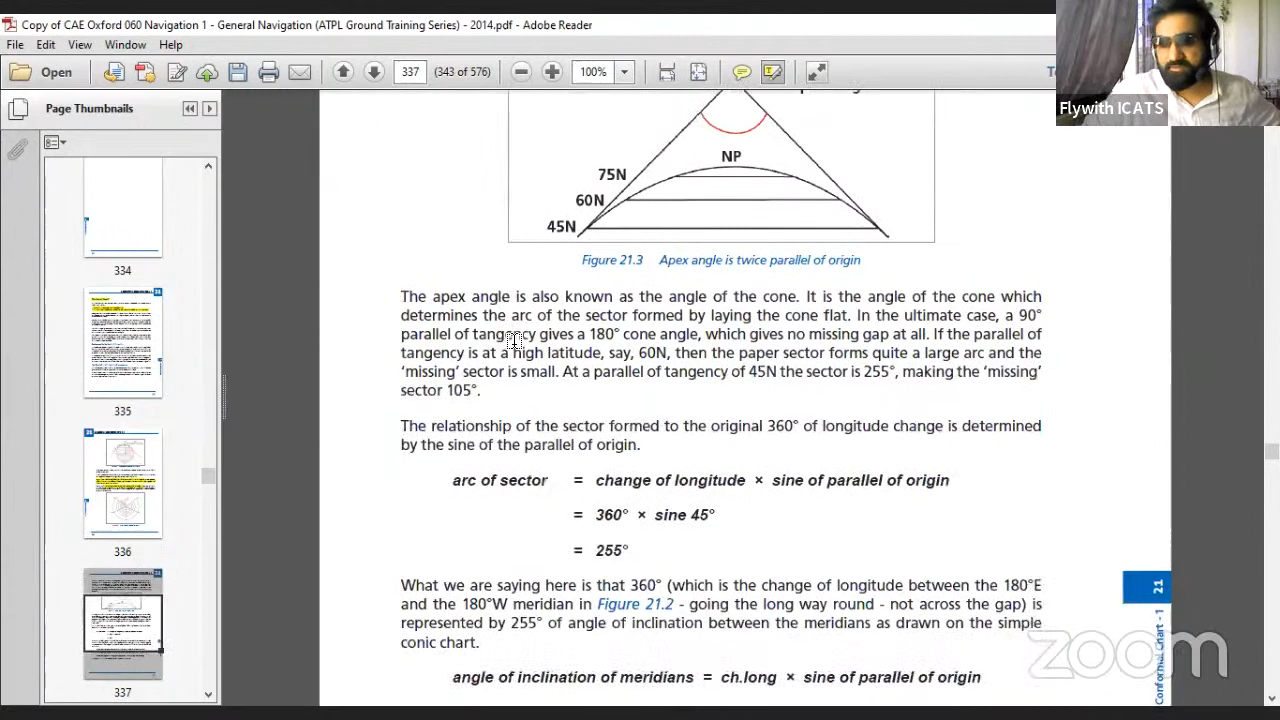 Copy of CAE Oxford 060 Navigation 1 - General Navigation (ATPL Ground Training Series) - 2014.pdf - Adobe Reader
File Edit View Window Help
Open 337 (343 of 576) 100%
Page Thumbnails
334
335
336
337
Flywith ICATS
NP
75N
60N
45N
Figure 21.3 Apex angle is twice parallel of origin
The apex angle is also known as the angle of the cone. It is the angle of the cone which
determines the arc of the sector formed by laying the cone flat. In the ultimate case, a 90°
parallel of tangency gives a 180° cone angle, which gives no missing gap at all. If the parallel of
tangency is at a high latitude, say, 60N, then the paper sector forms quite a large arc and the
‘missing’ sector is small. At a parallel of tangency of 45N the sector is 255°, making the ‘missing’
sector 105°.
The relationship of the sector formed to the original 360° of longitude change is determined
by the sine of the parallel of origin.
arc of sector = change of longitude × sine of parallel of origin
= 360° × sine 45°
= 255°
What we are saying here is that 360° (which is the change of longitude between the 180°E
and the 180°W meridian in Figure 21.2 - going the long way round - not across the gap) is
represented by 255° of angle of inclination between the meridians as drawn on the simple
conic chart.
angle of inclination of meridians = ch.long × sine of parallel of origin
21
Conformal Chart - 1
zoom